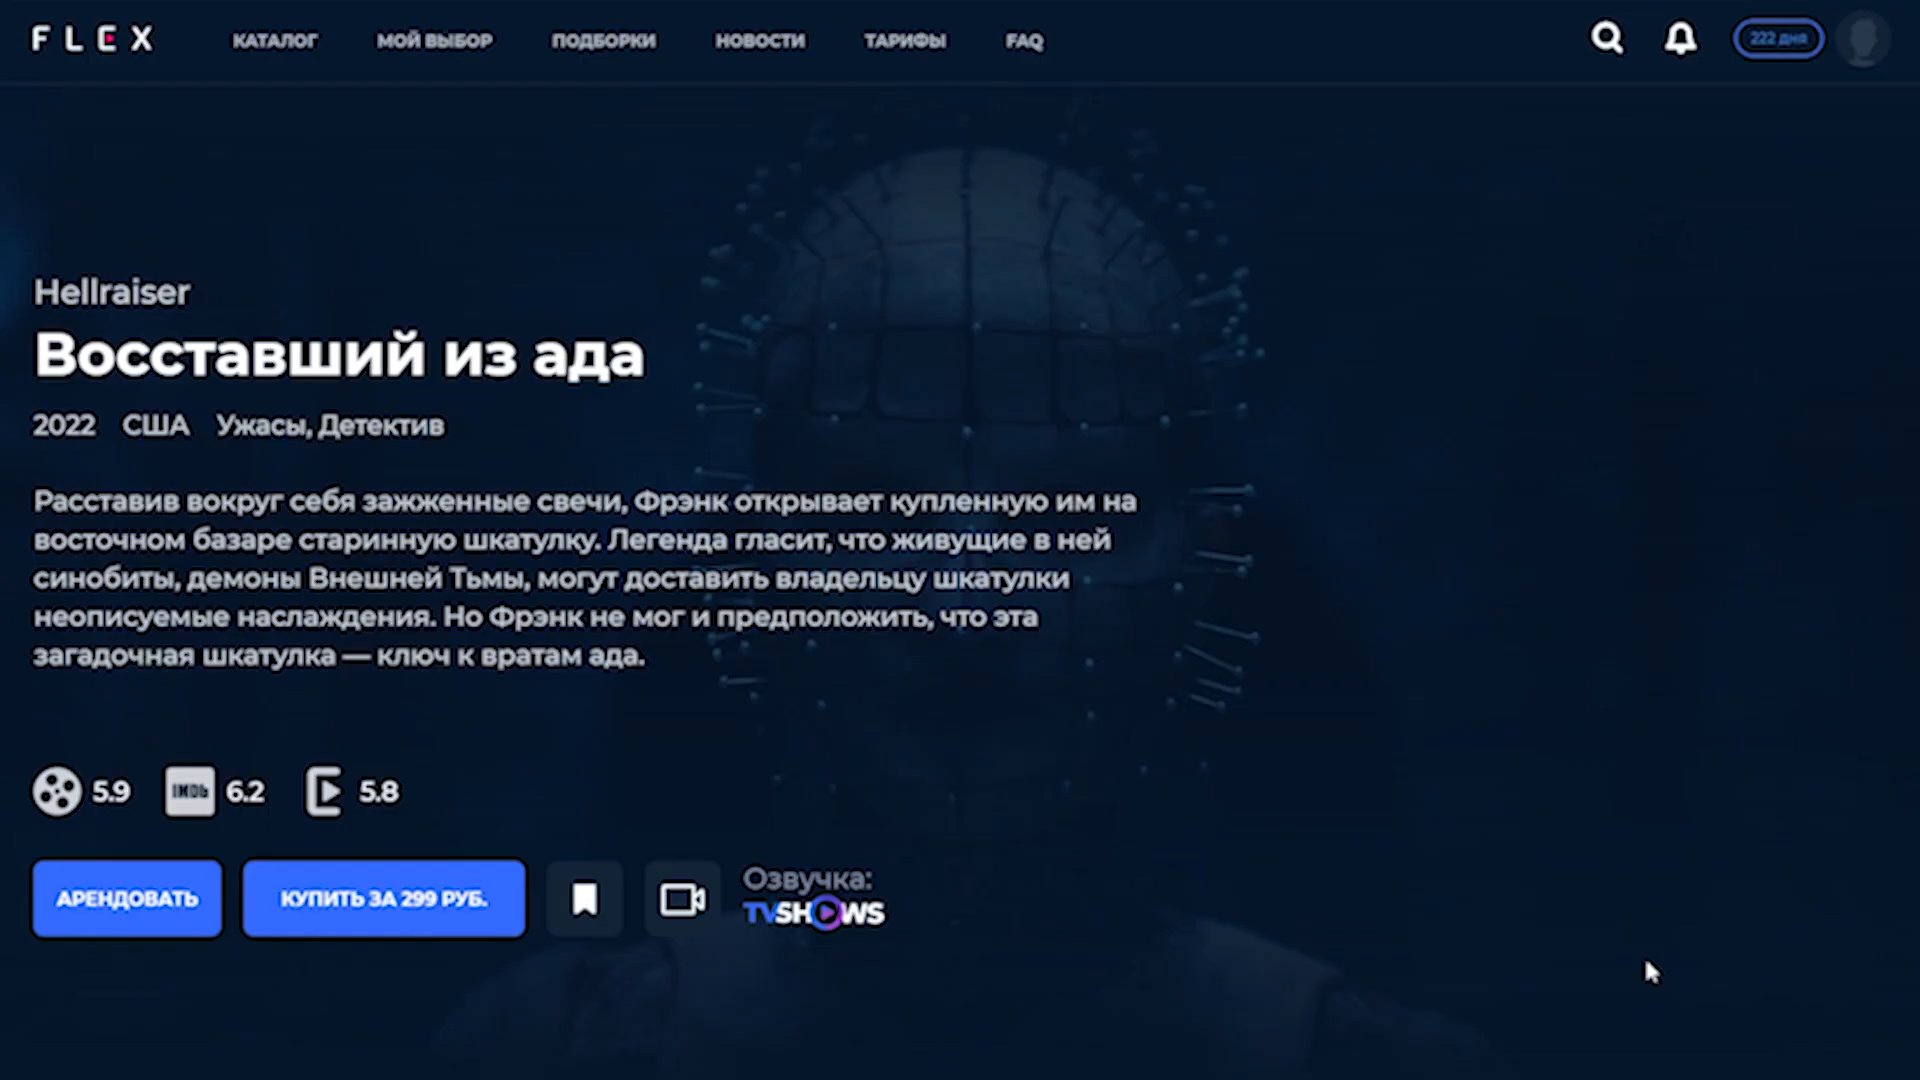 FLEX
КАТАЛОГ
МОЙ ВЫБОР
ПОДБОРКИ
НОВОСТИ
ТАРИФЫ
FAQ
222 дня
Hellraiser
Восставший из ада
2022 США Ужасы, Детектив
Расставив вокруг себя зажженные свечи, Фрэнк открывает купленную им на
восточном базаре старинную шкатулку. Легенда гласит, что живущие в ней
синобиты, демоны Внешней Тьмы, могут доставить владельцу шкатулки
неописуемые наслаждения. Но Фрэнк не мог и предположить, что эта
загадочная шкатулка — ключ к вратам ада.
5.9
IMDb 6.2
5.8
АРЕНДОВАТЬ
КУПИТЬ ЗА 299 РУБ.
Озвучка:
TVSHOWS